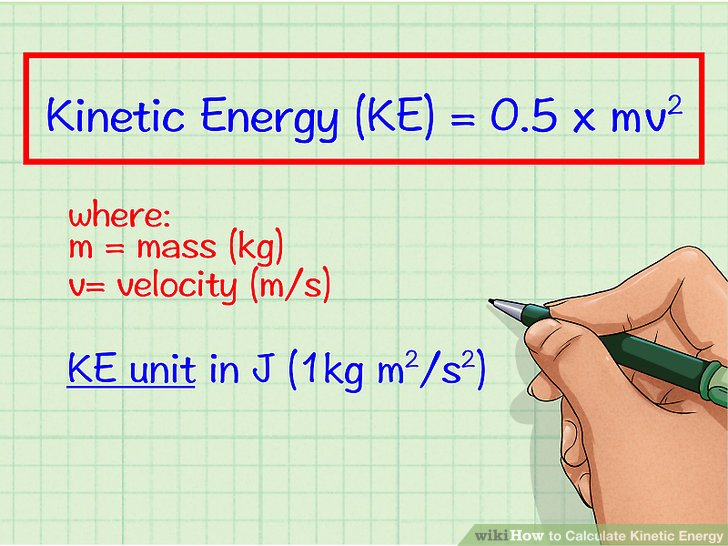 Kinetic Energy (KE) = 0.5 x mv²
where:
m = mass (kg)
v= velocity (m/s)
KE unit in J (1kg m²/s²)
wikiHow to Calculate Kinetic Energy